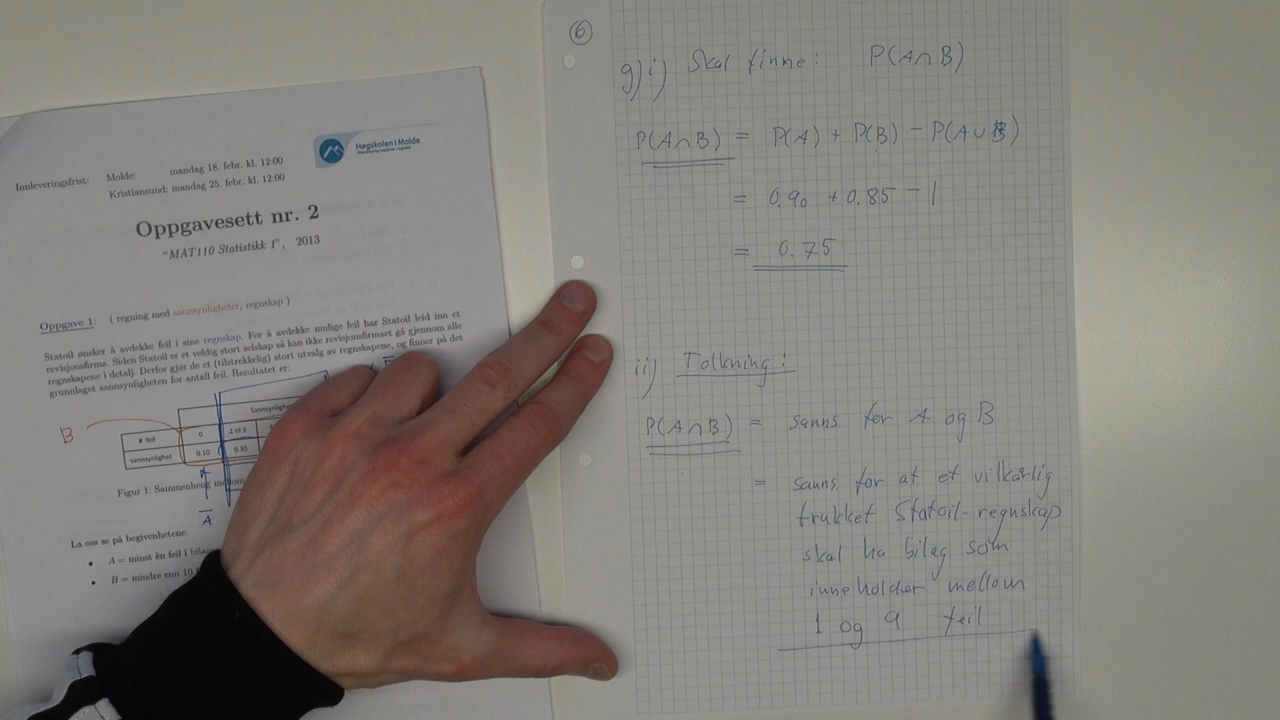 Innleveringsfrist: Molde: mandag 18. febr. kl. 12:00
Kristiansund: mandag 25. febr. kl. 12:00
Høgskolen i Molde
Oppgavesett nr. 2
"MAT110 Statistikk 1", 2013
Oppgave 1: ( regning med sannsynligheter, regnskap )
Statoil ønsker å avdekke feil i sine regnskap. For å avdekke mulige feil har Statoil leid inn et
revisjonsfirma. Siden Statoil er et veldig stort selskap så kan ikke revisjonsfirmaet gå gjennom alle
regnskapene i detalj. Derfor gjør de et (tilstrekkelig) stort utvalg av regnskapene, og finner på det
grunnlaget sannsynligheten for antall feil. Resultatet er:
B
# feil 0 1 til 3
sannsynlighet 0.10 0.30
A
Figur 1: Sammenheng mellom
La oss se på begivenhetene:
• A = minst èn feil i
• B = mindre enn 10
6
g) i) Skal finne: P(A∩B)
P(A∩B) = P(A) + P(B) - P(A∪B)
= 0.90 + 0.85 - 1
= 0.75
ii) Tolkning:
P(A∩B) = sanns. for A og B
= sanns. for at et vilkårlig
trukket Statoil-regnskap
skal ha bilag som
inneholder mellom
1 og 9 feil